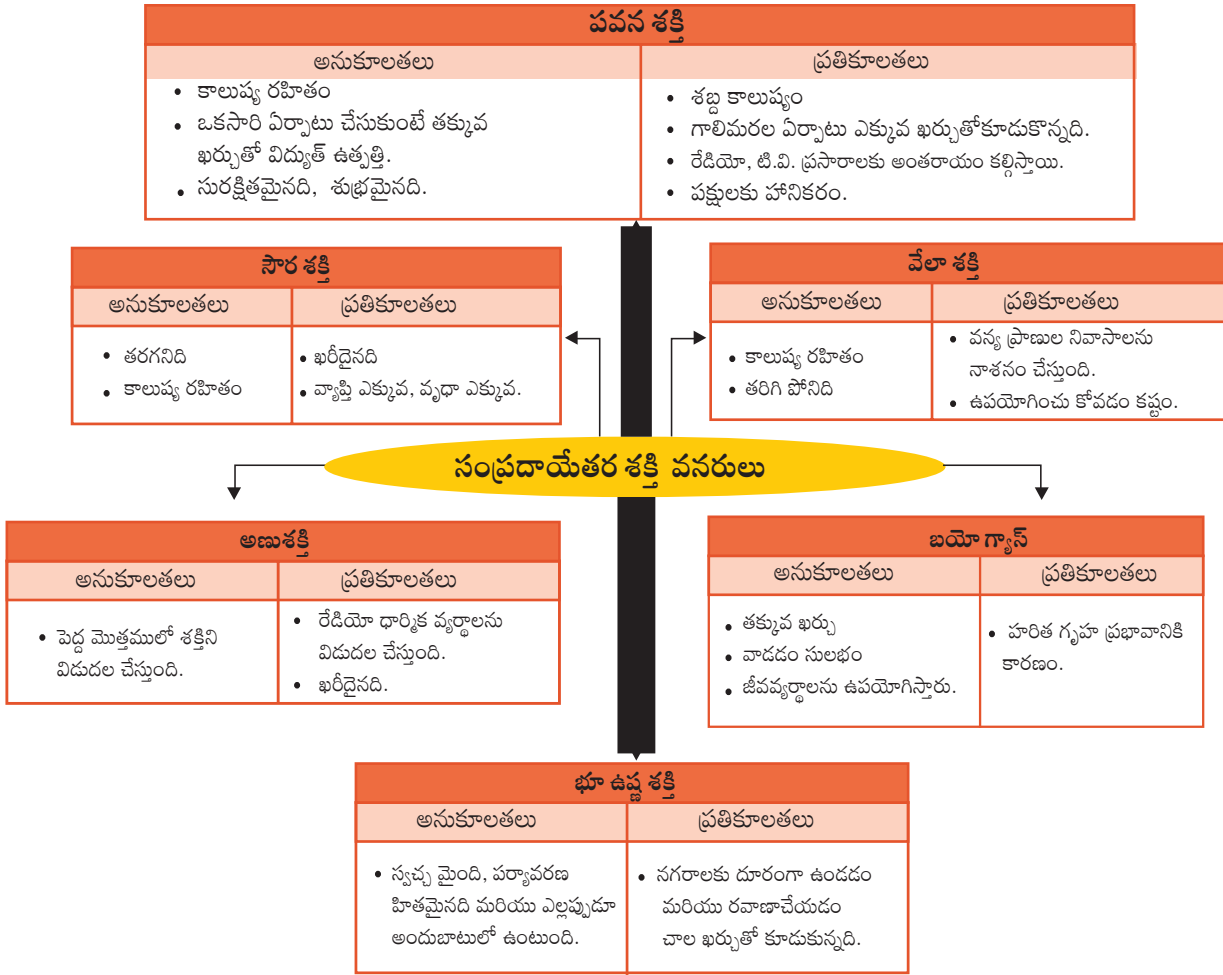 పవన శక్తి
అనుకూలతలు
• కాలుష్య రహితం
• ఒకసారి ఏర్పాటు చేసుకుంటే తక్కువ
ఖర్చుతో విద్యుత్ ఉత్పత్తి.
• సురక్షితమైనది, శుభ్రమైనది.
ప్రతికూలతలు
• శబ్ద కాలుష్యం
• గాలిమరల ఏర్పాటు ఎక్కువ ఖర్చుతోకూడుకొన్నది.
• రేడియో, టి.వి. ప్రసారాలకు అంతరాయం కల్గిస్తాయి.
• పక్షులకు హానికరం.
సౌర శక్తి
అనుకూలతలు
• తరగనిది
• కాలుష్య రహితం
ప్రతికూలతలు
• ఖరీదైనది
• వ్యాప్తి ఎక్కువ, వృధా ఎక్కువ.
వేలా శక్తి
అనుకూలతలు
• కాలుష్య రహితం
• తరిగి పోనిది
ప్రతికూలతలు
• వన్య ప్రాణుల నివాసాలను
నాశనం చేస్తుంది.
• ఉపయోగించు కోవడం కష్టం.
సంప్రదాయేతర శక్తి వనరులు
అణుశక్తి
అనుకూలతలు
• పెద్ద మొత్తములో శక్తిని
విడుదల చేస్తుంది.
ప్రతికూలతలు
• రేడియో ధార్మిక వ్యర్థాలను
విడుదల చేస్తుంది.
• ఖరీదైనది.
బయో గ్యాస్
అనుకూలతలు
• తక్కువ ఖర్చు
• వాడడం సులభం
• జీవవ్యర్థాలను ఉపయోగిస్తారు.
ప్రతికూలతలు
• హరిత గృహ ప్రభావానికి
కారణం.
భూ ఉష్ణ శక్తి
అనుకూలతలు
• స్వచ్ఛ మైంది, పర్యావరణ
హితమైనది మరియు ఎల్లప్పుడూ
అందుబాటులో ఉంటుంది.
ప్రతికూలతలు
• నగరాలకు దూరంగా ఉండడం
మరియు రవాణాచేయడం
చాల ఖర్చుతో కూడుకున్నది.